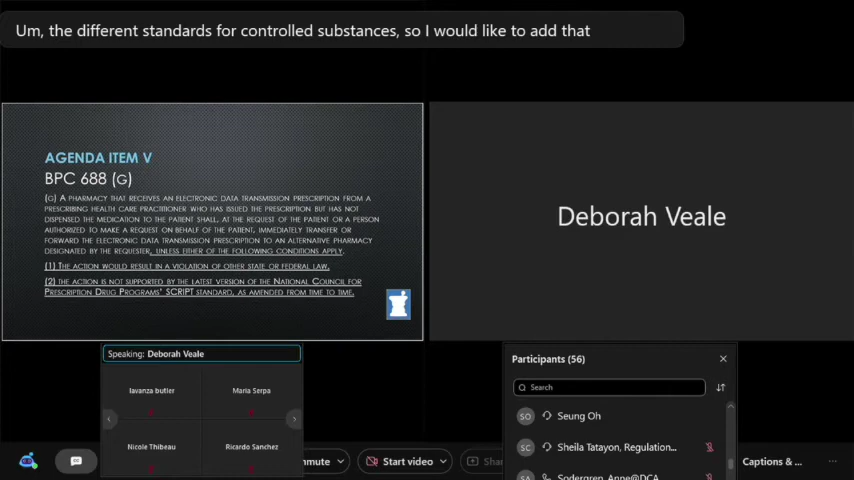 Um, the different standards for controlled substances, so I would like to add that
AGENDA ITEM V
BPC 688 (G)
(G) A PHARMACY THAT RECEIVES AN ELECTRONIC DATA TRANSMISSION PRESCRIPTION FROM A
PRESCRIBING HEALTH CARE PRACTITIONER WHO HAS ISSUED THE PRESCRIPTION BUT HAS NOT
DISPENSED THE MEDICATION TO THE PATIENT SHALL, AT THE REQUEST OF THE PATIENT OR A PERSON
AUTHORIZED TO MAKE A REQUEST ON BEHALF OF THE PATIENT, IMMEDIATELY TRANSFER OR
FORWARD THE ELECTRONIC DATA TRANSMISSION PRESCRIPTION TO AN ALTERNATIVE PHARMACY
DESIGNATED BY THE REQUESTER, UNLESS EITHER OF THE FOLLOWING CONDITIONS APPLY.
(1) THE ACTION WOULD RESULT IN A VIOLATION OF OTHER STATE OR FEDERAL LAW.
(2) THE ACTION IS NOT SUPPORTED BY THE LATEST VERSION OF THE NATIONAL COUNCIL FOR
PRESCRIPTION DRUG PROGRAMS' SCRIPT STANDARD, AS AMENDED FROM TIME TO TIME.
Deborah Veale
Speaking: Deborah Veale
lavanza butler
Maria Serpa
Nicole Thibeau
Ricardo Sanchez
Participants (56)
Search
SO Seung Oh
SC Sheila Tatayon, Regulation...
SA Sodergren, Anne@DCA
mute
Start video
Shar
Captions & ...